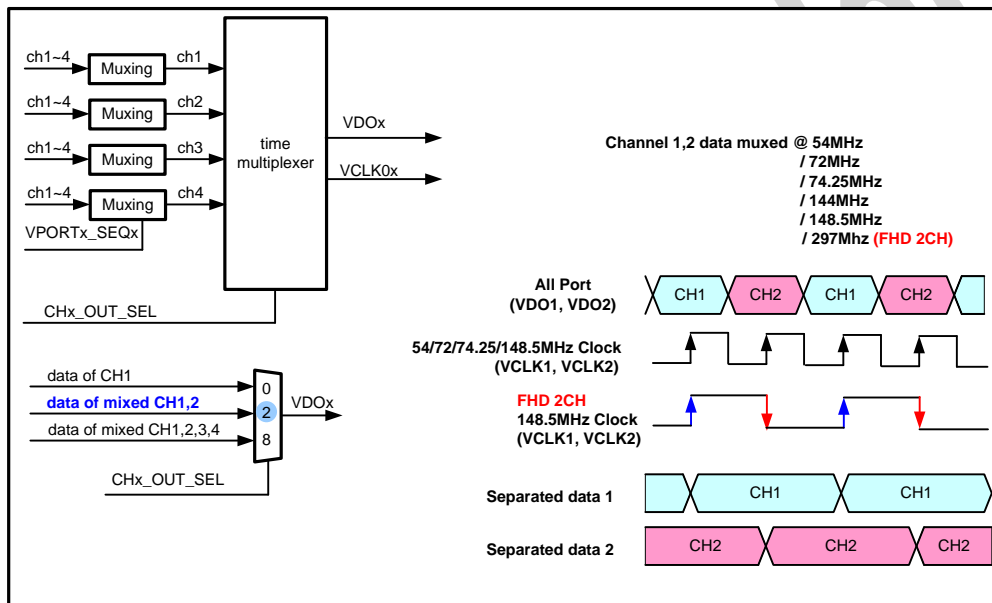 ch1~4
Muxing
ch1
ch1~4
Muxing
ch2
ch1~4
Muxing
ch3
ch1~4
Muxing
ch4
VPORTx_SEQx
time
multiplexer
VDOx
VCLK0x
CHx_OUT_SEL
data of CH1
data of mixed CH1,2
data of mixed CH1,2,3,4
0
2
8
VDOx
CHx_OUT_SEL
Channel 1,2 data muxed @ 54MHz
/ 72MHz
/ 74.25MHz
/ 144MHz
/ 148.5MHz
/ 297Mhz (FHD 2CH)
All Port
(VDO1, VDO2)
CH1
CH2
CH1
CH2
54/72/74.25/148.5MHz Clock
(VCLK1, VCLK2)
FHD 2CH
148.5MHz Clock
(VCLK1, VCLK2)
Separated data 1
CH1
CH1
Separated data 2
CH2
CH2
CH2